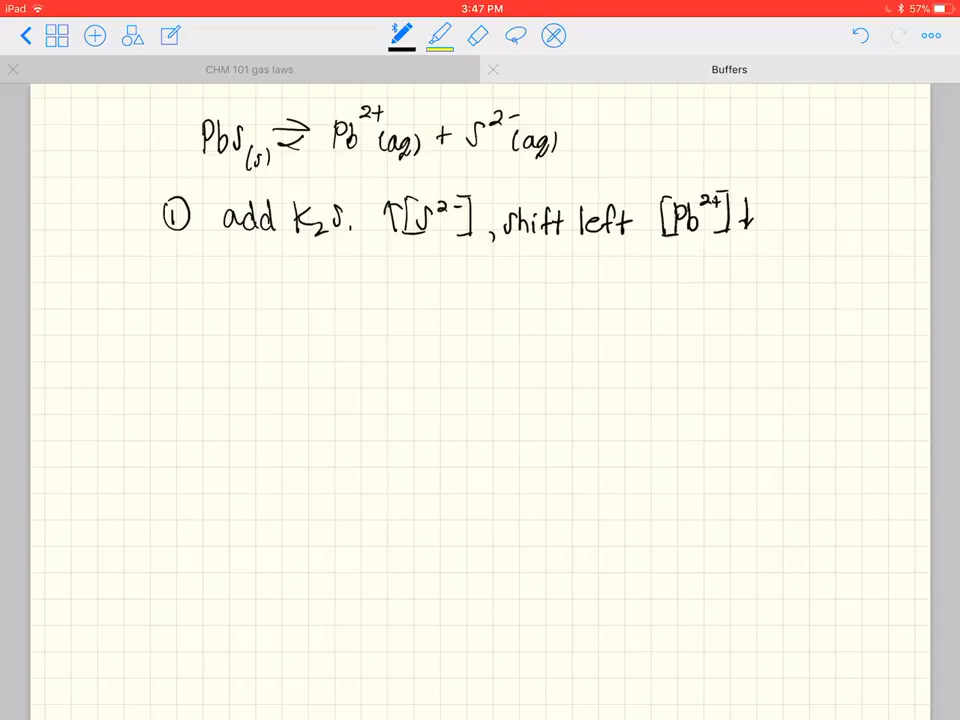 iPad
3:47 PM
57%
CHM 101 gas laws
Buffers
PbS(s) ⇌ Pb²⁺(aq) + S²⁻(aq)
① add K₂S. ↑[S²⁻], shift left [Pb²⁺]↓